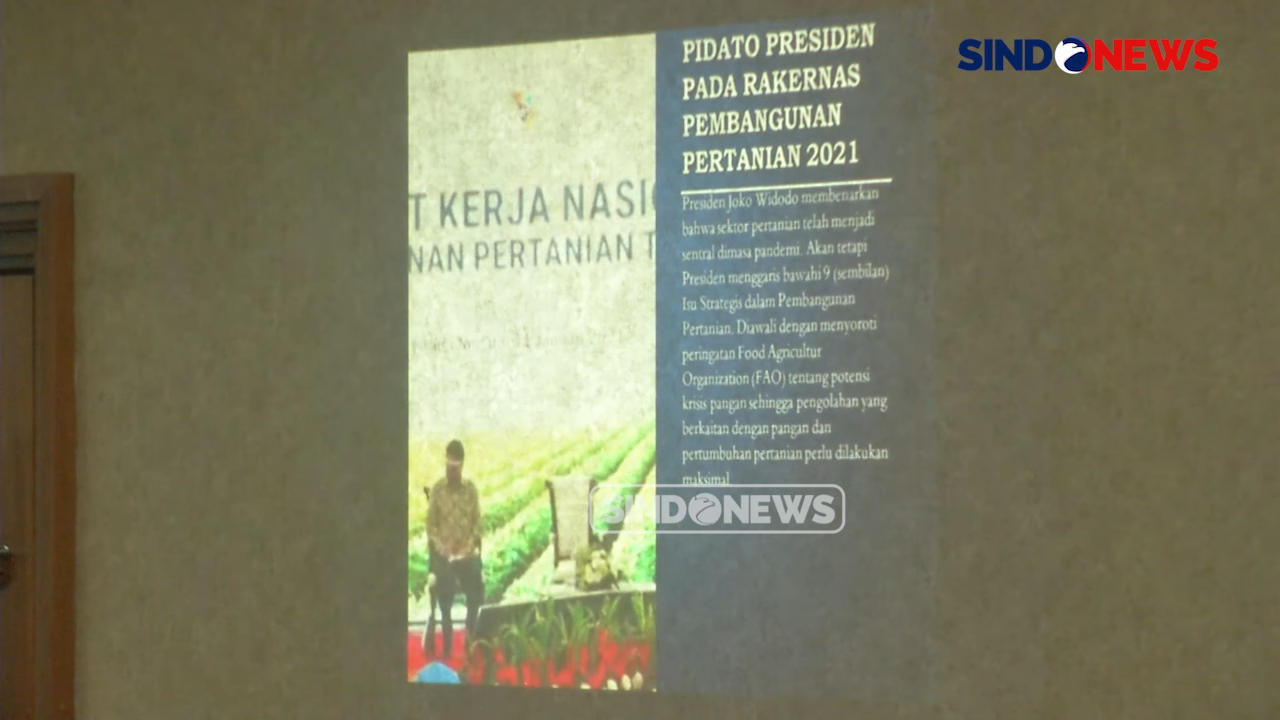 SINDONEWS
PIDATO PRESIDEN
PADA RAKERNAS
PEMBANGUNAN
PERTANIAN 2021
T KERJA NASI
NAN PERTANIAN T
Presiden Joko Widodo membenarkan
bahwa sektor pertanian telah menjadi
sentral dimasa pandemi. Akan tetapi
Presiden menggaris bawahi 9 (sembilan)
Isu Strategis dalam Pembangunan
Pertanian. Diawali dengan menyoroti
peringatan Food Agricultur
Organization (FAO) tentang potensi
krisis pangan sehingga pengolahan yang
berkaitan dengan pangan dan
pertumbuhan pertanian perlu dilakukan
maksimal
SINDONEWS